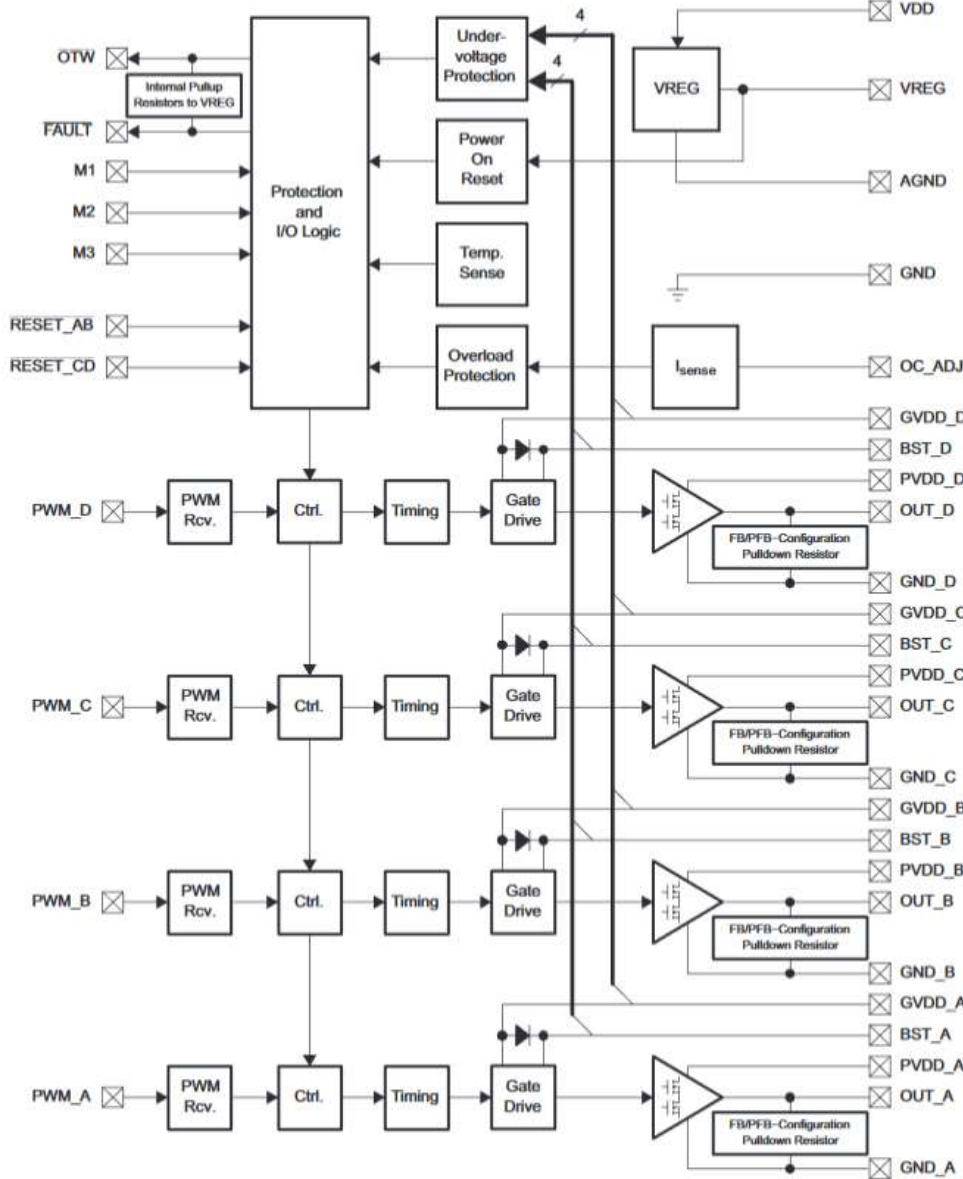 4
VDD
OTW
Under-
voltage
Protection
4
Internal Pullup
Resistors to VREG
VREG
VREG
FAULT
Power
On
Reset
M1
AGND
Protection
and
I/O Logic
M2
M3
Temp.
Sense
GND
RESET_AB
RESET_CD
Overload
Protection
Isense
OC_ADJ
GVDD_D
BST_D
PVDD_D
PWM_D
PWM
Rcv.
Ctrl.
Timing
Gate
Drive
OUT_D
FB/PFB-Configuration
Pulldown Resistor
GND_D
GVDD_C
BST_C
PVDD_C
PWM_C
PWM
Rcv.
Ctrl.
Timing
Gate
Drive
OUT_C
FB/PFB-Configuration
Pulldown Resistor
GND_C
GVDD_B
BST_B
PVDD_B
PWM_B
PWM
Rcv.
Ctrl.
Timing
Gate
Drive
OUT_B
FB/PFB-Configuration
Pulldown Resistor
GND_B
GVDD_A
BST_A
PVDD_A
PWM_A
PWM
Rcv.
Ctrl.
Timing
Gate
Drive
OUT_A
FB/PFB-Configuration
Pulldown Resistor
GND_A